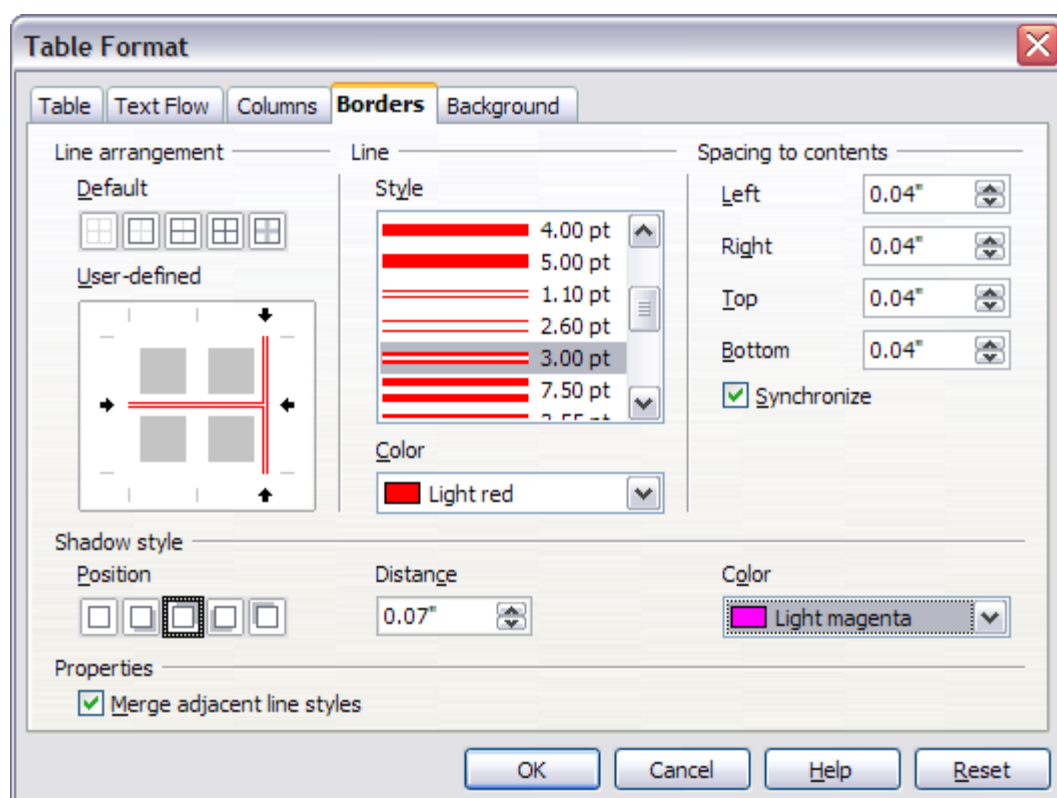 Table Format
Table Text Flow Columns Borders Background
Line arrangement
Default
User-defined
Line
Style
4.00 pt
5.00 pt
1.10 pt
2.60 pt
3.00 pt
7.50 pt
Color
Light red
Spacing to contents
Left 0.04"
Right 0.04"
Top 0.04"
Bottom 0.04"
Synchronize
Shadow style
Position
Distance
0.07"
Color
Light magenta
Properties
Merge adjacent line styles
OK Cancel Help Reset